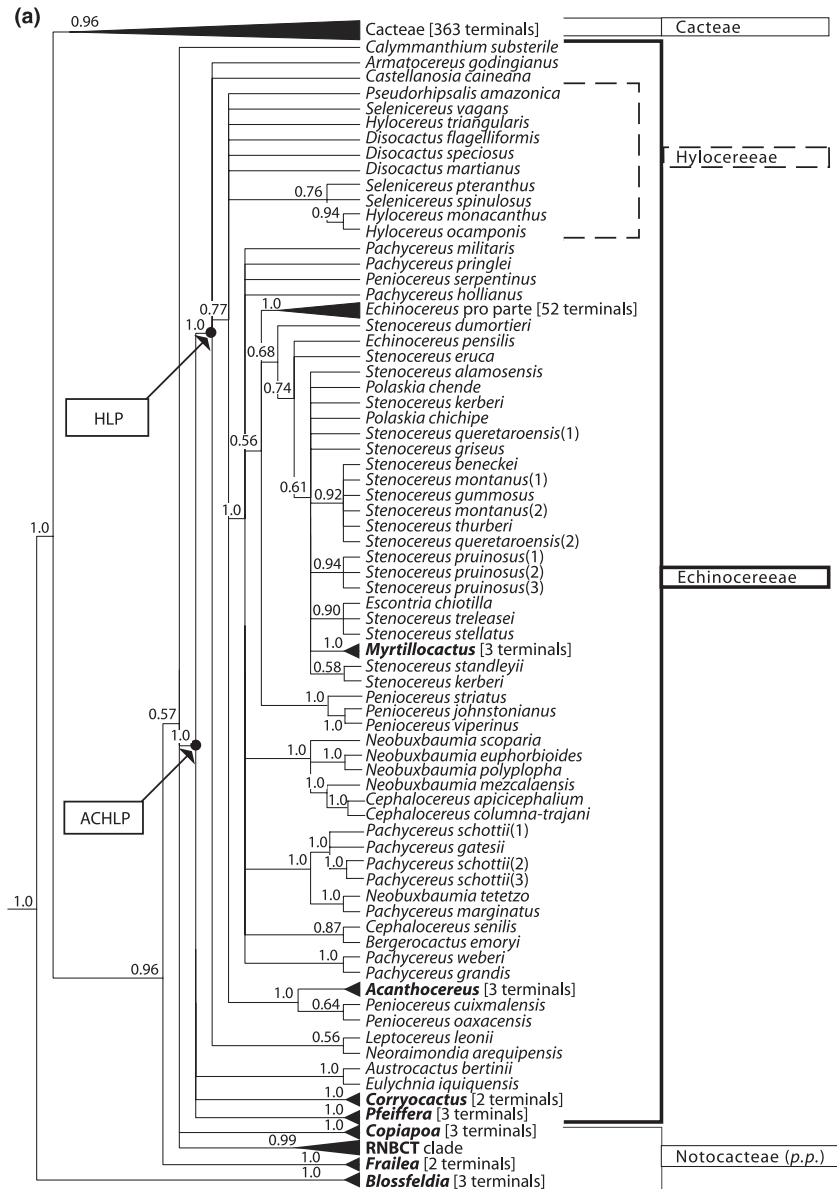 (a)
0.96
Cacteae [363 terminals]
Cacteae
Calymmanthium substerile
Armatocereus godingianus
Castellanosia caineana
Pseudorhipsalis amazonica
Selenicereus vagans
Hylocereus triangularis
Disocactus flagelliformis
Disocactus speciosus
Hylocereeae
Disocactus martianus
0.76
Selenicereus pteranthus
Selenicereus spinulosus
0.94
Hylocereus monacanthus
Hylocereus ocamponis
Pachycereus militaris
Pachycereus pringlei
Peniocereus serpentinus
Pachycereus hollianus
1.0
Echinocereus pro parte [52 terminals]
0.77
1.0
Stenocereus dumortieri
Echinocereus pensilis
0.68
Stenocereus eruca
Stenocereus alamosensis
0.74
Polaskia chende
Stenocereus kerberi
HLP
Polaskia chichipe
Stenocereus queretaroensis(1)
0.56
Stenocereus griseus
Stenocereus beneckei
Stenocereus montanus(1)
0.61
0.92
Stenocereus gummosus
1.0
Stenocereus montanus(2)
Stenocereus thurberi
1.0
Stenocereus queretaroensis(2)
Stenocereus pruinosus(1)
0.94
Stenocereus pruinosus(2)
Echinocereeae
Stenocereus pruinosus(3)
Escontria chiotilla
0.90
Stenocereus treleasei
Stenocereus stellatus
1.0
Myrtillocactus [3 terminals]
0.58
Stenocereus standleyii
Stenocereus kerberi
1.0
Peniocereus striatus
Peniocereus johnstonianus
1.0
Peniocereus viperinus
0.57
1.0
Neobuxbaumia scoparia
1.0
1.0
Neobuxbaumia euphorbioides
Neobuxbaumia polyplopha
1.0
Neobuxbaumia mezcalaensis
1.0
Cephalocereus apicicephalium
Cephalocereus columna-trajani
ACHLP
Pachycereus schottii(1)
1.0
Pachycereus gatesii
1.0
1.0
Pachycereus schottii(2)
Pachycereus schottii(3)
1.0
Neobuxbaumia tetetzo
Pachycereus marginatus
1.0
0.87
Cephalocereus senilis
Bergerocactus emoryi
1.0
Pachycereus weberi
0.96
Pachycereus grandis
1.0
Acanthocereus [3 terminals]
0.64
Peniocereus cuixmalensis
Peniocereus oaxacensis
0.56
Leptocereus leonii
Neoraimondia arequipensis
1.0
Austrocactus bertinii
Eulychnia iquiquensis
1.0
Corryocactus [2 terminals]
1.0
Pfeiffera [3 terminals]
1.0
Copiapoa [3 terminals]
0.99
RNBCT clade
Notocacteae (p.p.)
1.0
Frailea [2 terminals]
1.0
Blossfeldia [3 terminals]